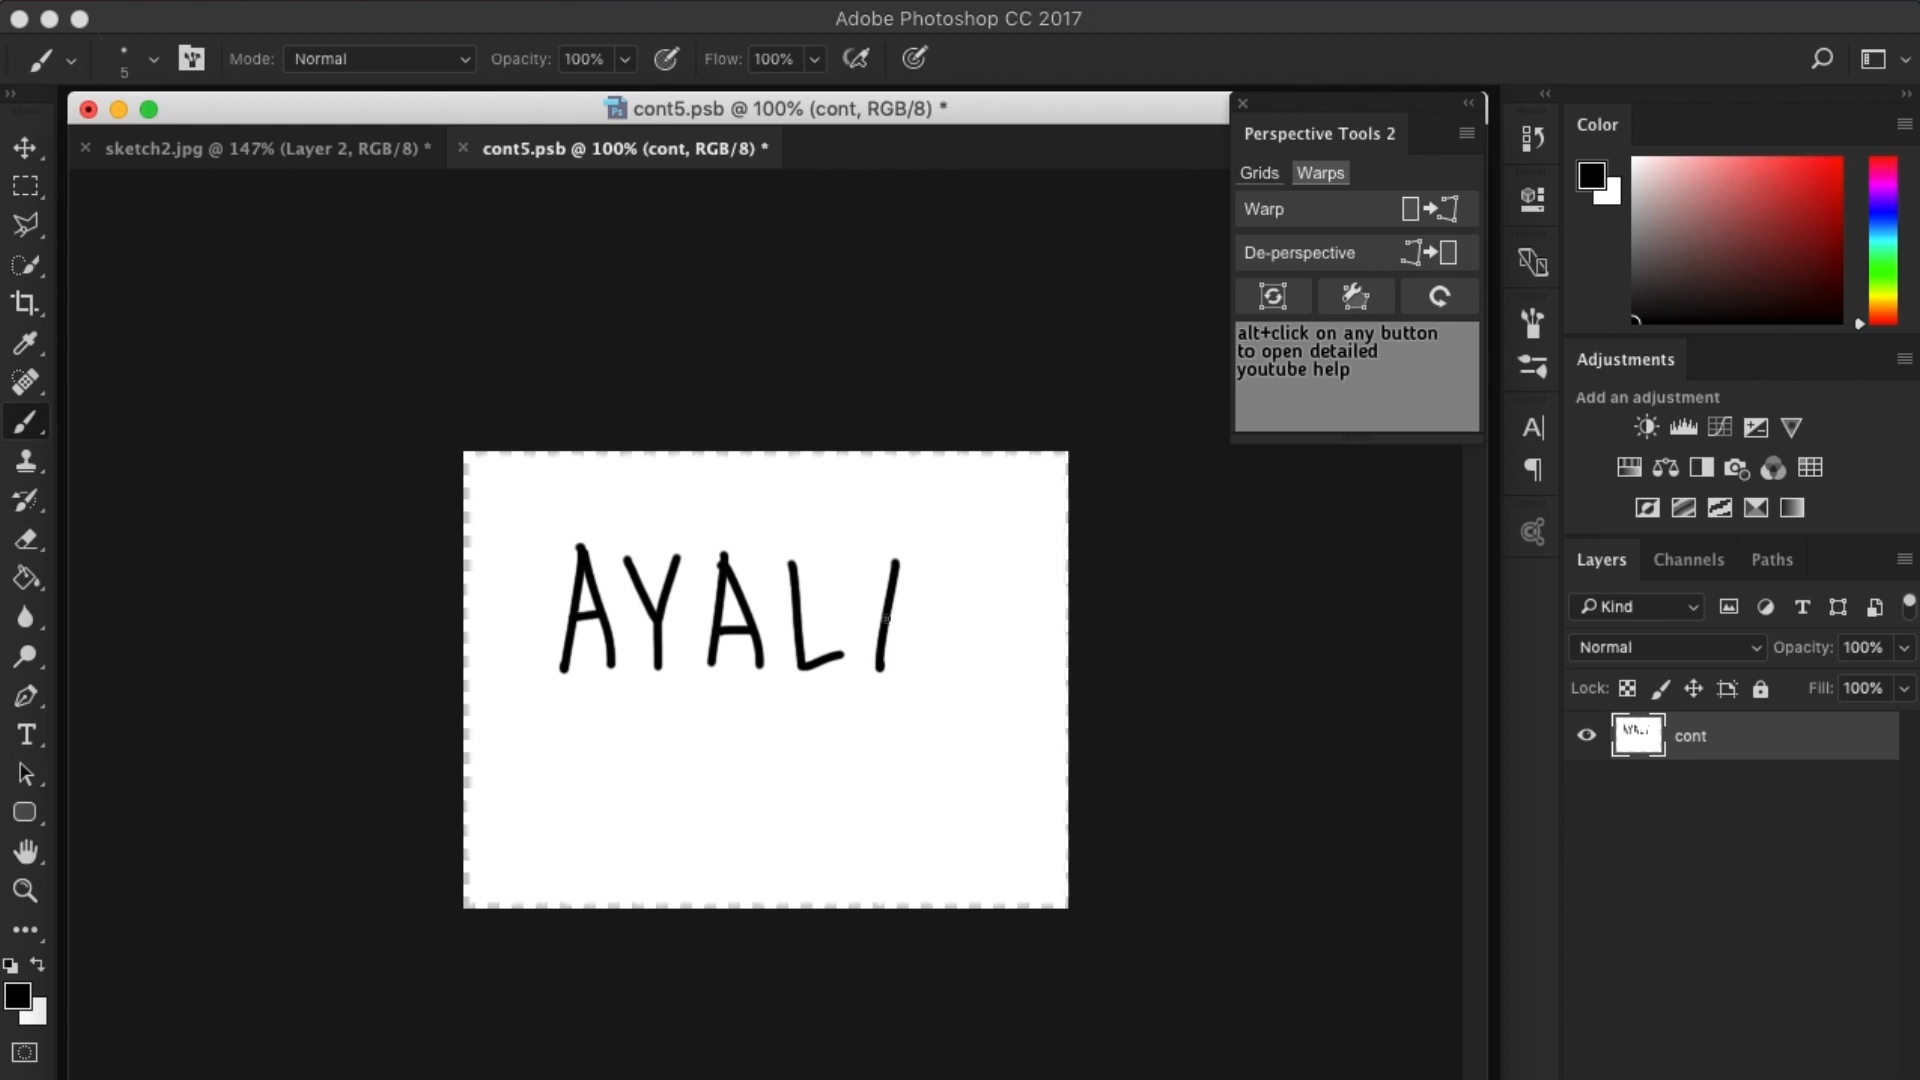 Adobe Photoshop CC 2017
5
Mode: Normal Opacity: 100% Flow: 100%
cont5.psb @ 100% (cont, RGB/8) *
sketch2.jpg @ 147% (Layer 2, RGB/8) * cont5.psb @ 100% (cont, RGB/8) *
Perspective Tools 2
Grids Warps
Warp
De-perspective
alt+click on any button
to open detailed
youtube help
AYALI
Color
Adjustments
Add an adjustment
Layers Channels Paths
Kind
Normal Opacity: 100%
Lock: Fill: 100%
AYALI cont